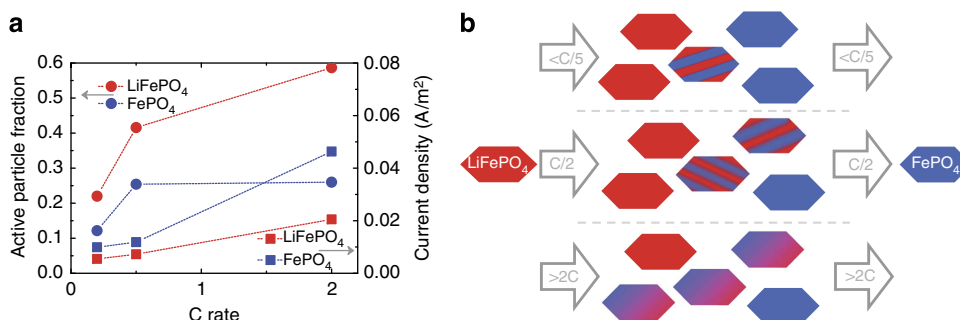 a
0.6
0.5
0.4
0.3
0.2
0.1
0.0
Active particle fraction
LiFePO4
FePO4
0.08
0.06
0.04
0.02
0.00
Current density (A/m²)
LiFePO4
FePO4
0
1
2
C rate
b
<C/5
<C/5
LiFePO4
C/2
C/2
FePO4
>2C
>2C